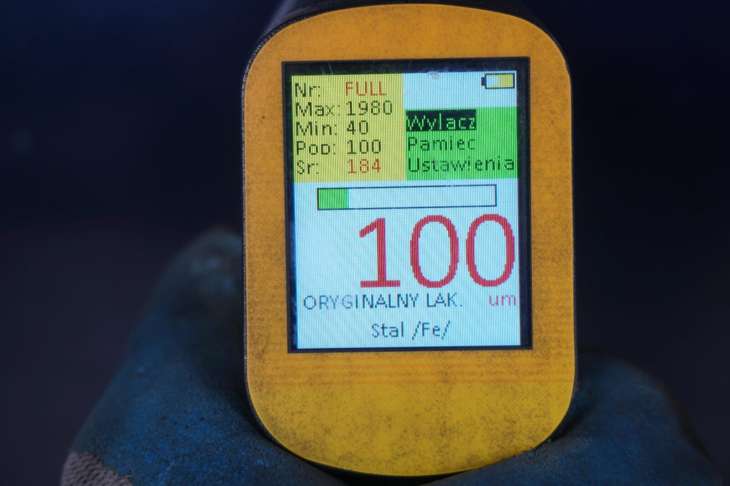 Nr: FULL
Max: 1980
Min: 40
Pop: 100
Sr: 184
Wylacz
Pamiec
Ustawienia
100
ORYGINALNY LAK. um
Stal /Fe/